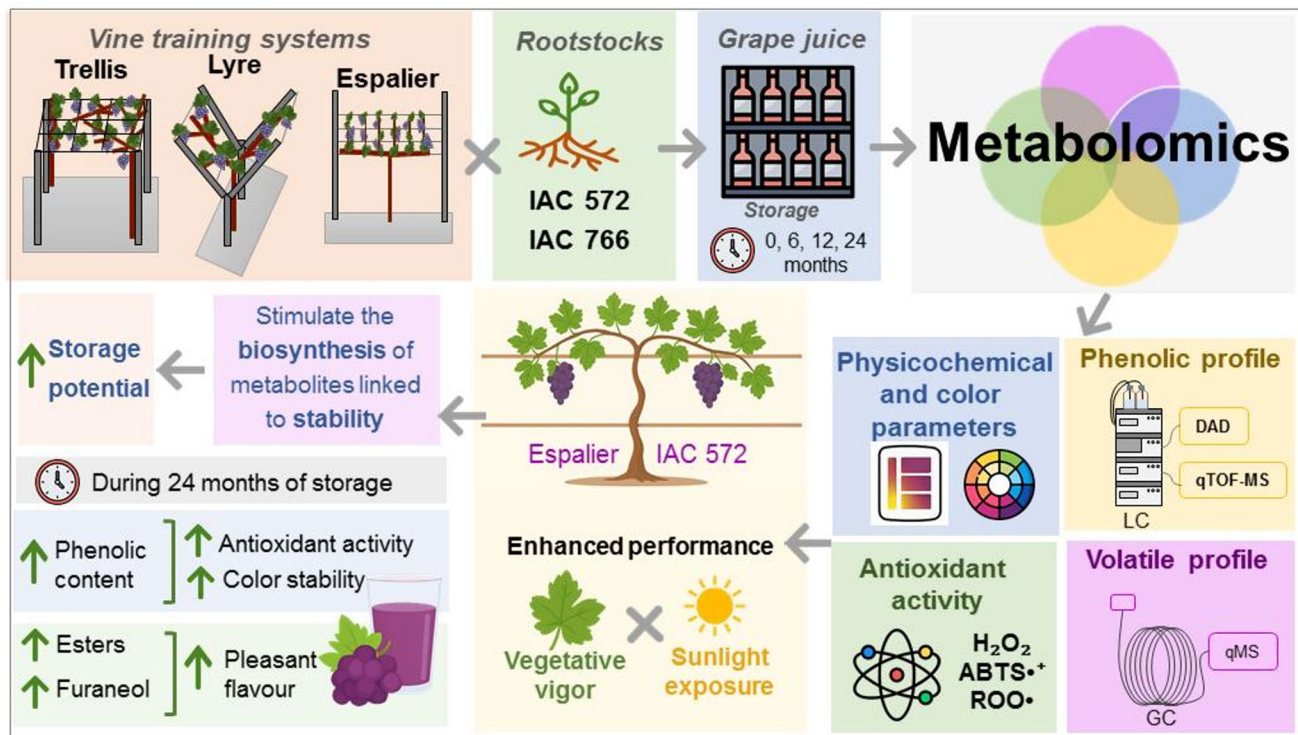 Vine training systems
Trellis
Lyre
Espalier
Rootstocks
IAC 572
IAC 766
Grape juice
Storage
0, 6, 12, 24
months
Metabolomics
Physicochemical
and color
parameters
Phenolic profile
DAD
qTOF-MS
LC
Antioxidant
activity
H₂O₂
ABTS•⁺
ROO•
Volatile profile
qMS
GC
Espalier IAC 572
Enhanced performance
Vegetative
vigor
Sunlight
exposure
Stimulate the
biosynthesis of
metabolites linked
to stability
Storage
potential
During 24 months of storage
Phenolic
content
Antioxidant activity
Color stability
Esters
Furaneol
Pleasant
flavour